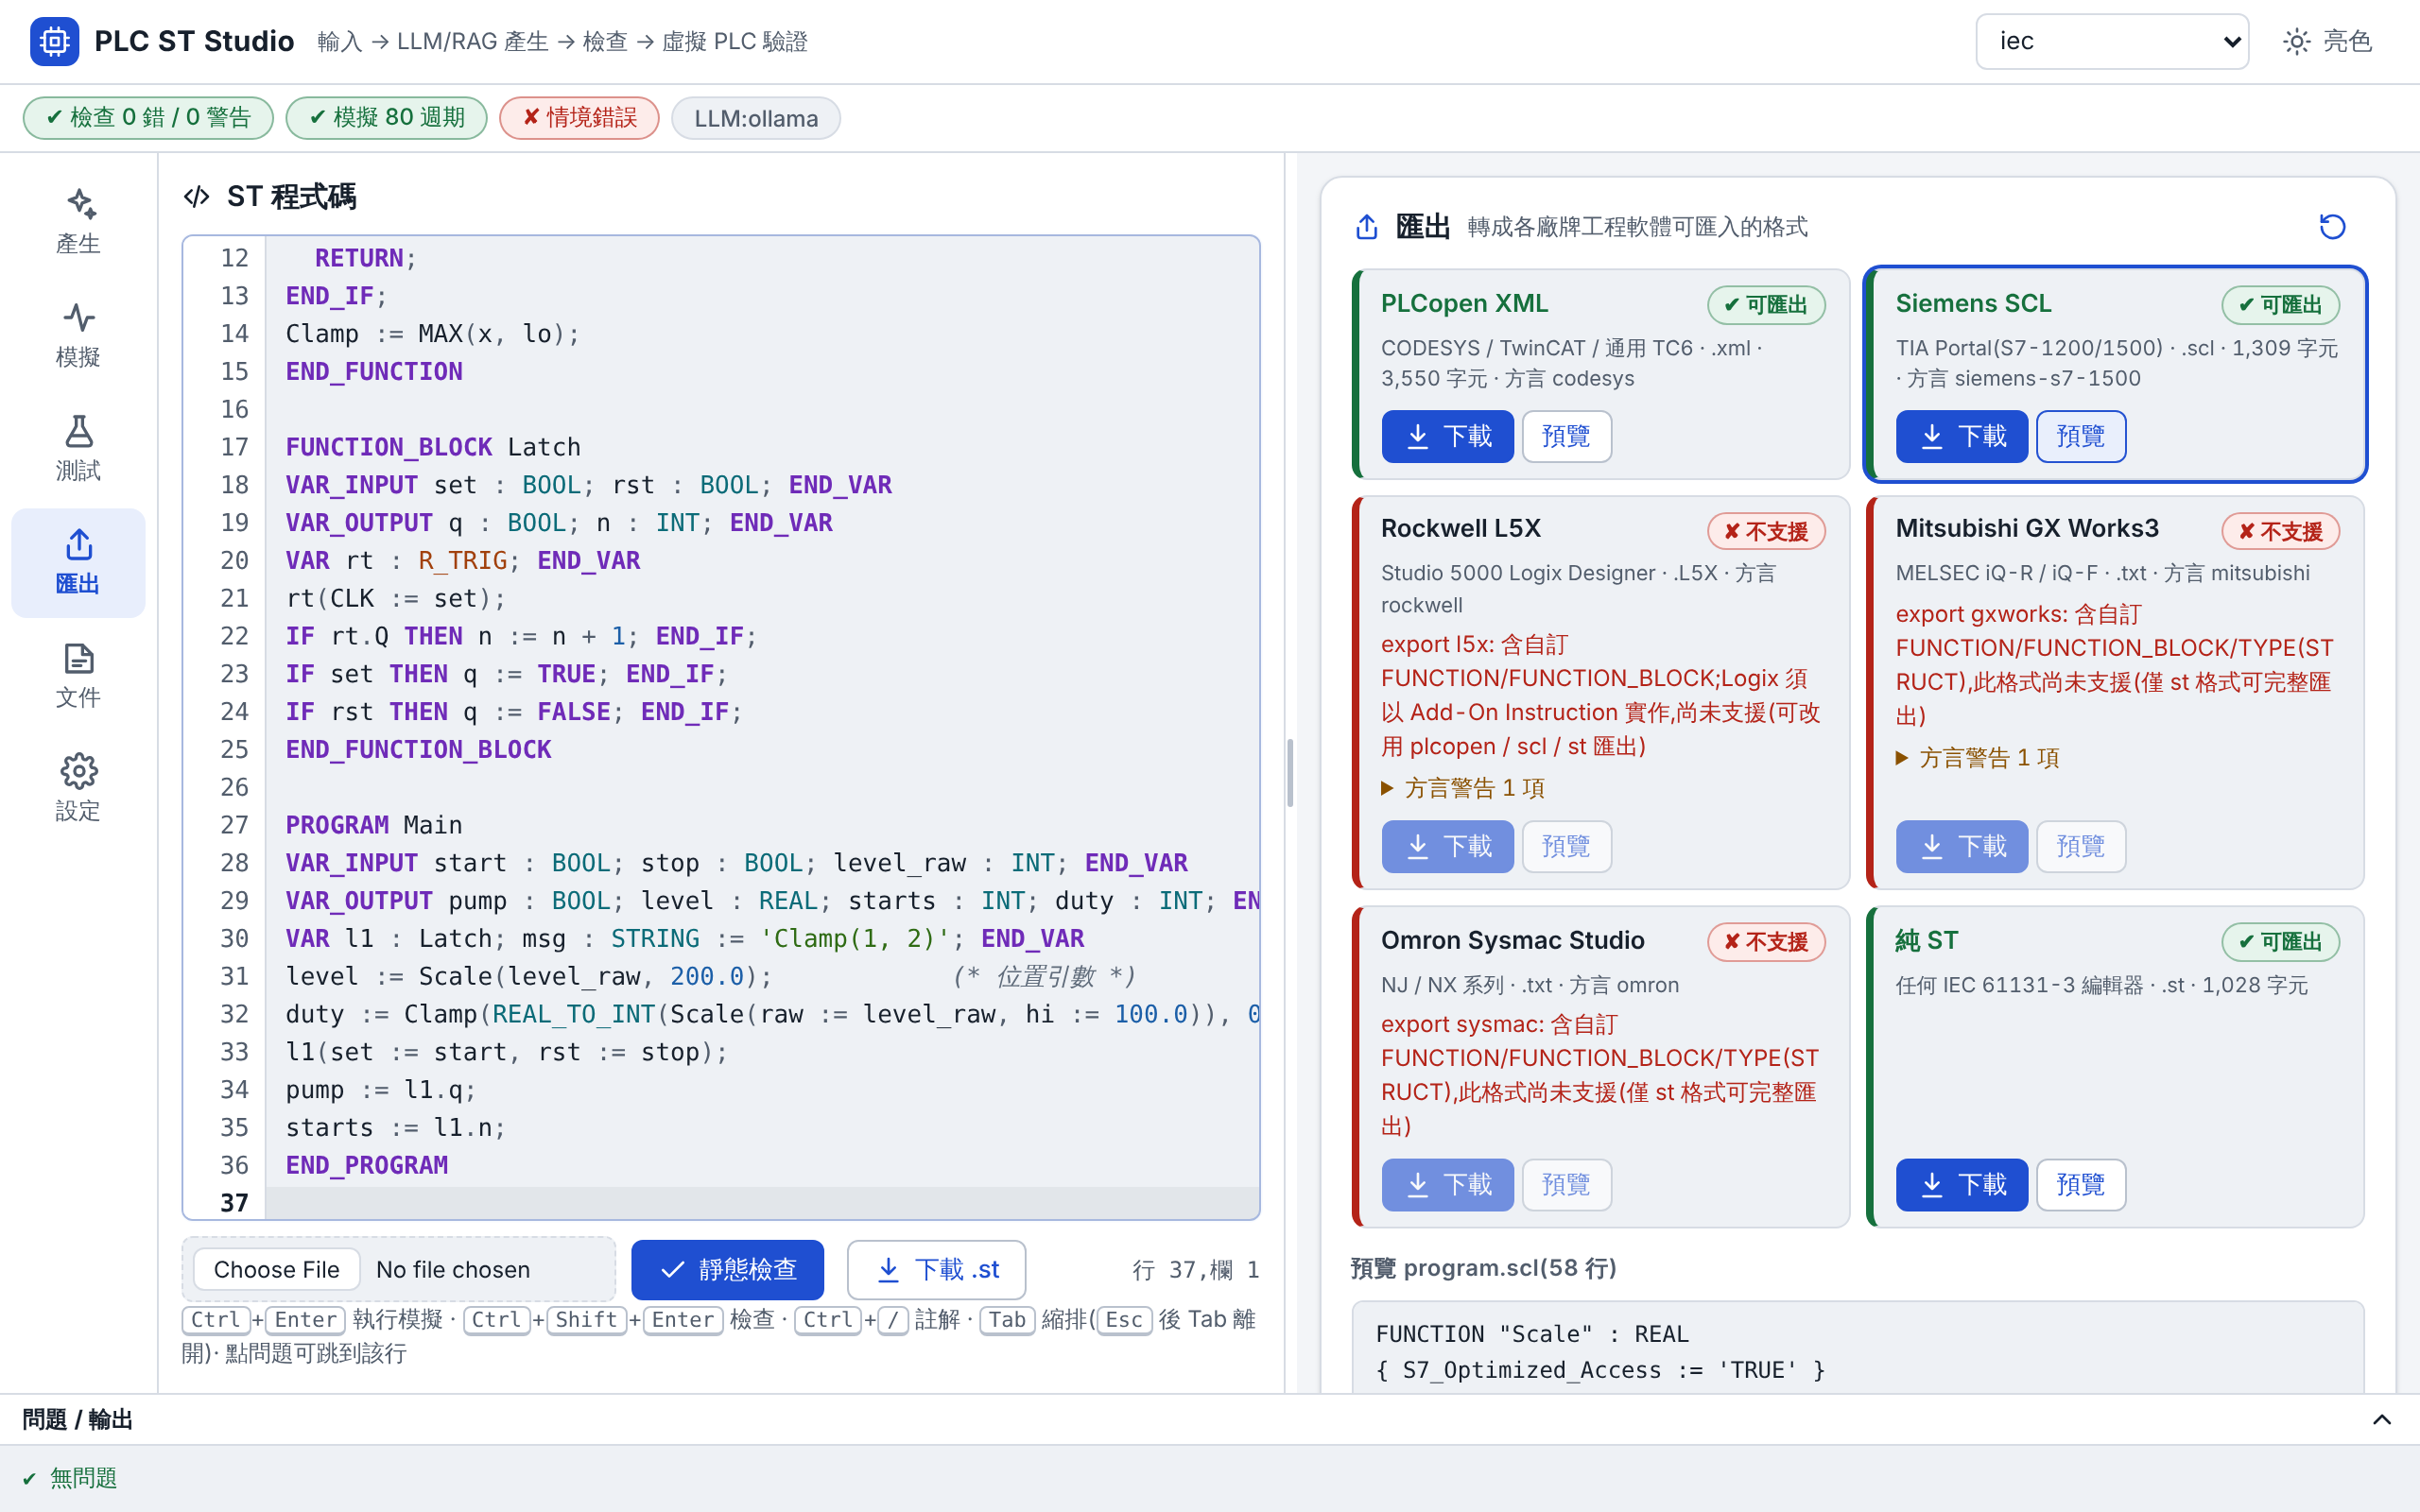 PLC ST Studio 輸入 → LLM/RAG 產生 → 檢查 → 虛擬 PLC 驗證
iec
亮色
✔ 檢查 0 錯 / 0 警告
✔ 模擬 80 週期
✘ 情境錯誤
LLM:ollama
產生
模擬
測試
匯出
文件
設定
ST 程式碼
12 RETURN;
13 END_IF;
14 Clamp := MAX(x, lo);
15 END_FUNCTION
16
17 FUNCTION_BLOCK Latch
18 VAR_INPUT set : BOOL; rst : BOOL; END_VAR
19 VAR_OUTPUT q : BOOL; n : INT; END_VAR
20 VAR rt : R_TRIG; END_VAR
21 rt(CLK := set);
22 IF rt.Q THEN n := n + 1; END_IF;
23 IF set THEN q := TRUE; END_IF;
24 IF rst THEN q := FALSE; END_IF;
25 END_FUNCTION_BLOCK
26
27 PROGRAM Main
28 VAR_INPUT start : BOOL; stop : BOOL; level_raw : INT; END_VAR
29 VAR_OUTPUT pump : BOOL; level : REAL; starts : INT; duty : INT; EN
30 VAR l1 : Latch; msg : STRING := 'Clamp(1, 2)'; END_VAR
31 level := Scale(level_raw, 200.0); (* 位置引數 *)
32 duty := Clamp(REAL_TO_INT(Scale(raw := level_raw, hi := 100.0)), 0
33 l1(set := start, rst := stop);
34 pump := l1.q;
35 starts := l1.n;
36 END_PROGRAM
37
Choose File No file chosen
靜態檢查
下載 .st
行 37,欄 1
Ctrl+Enter 執行模擬 · Ctrl+Shift+Enter 檢查 · Ctrl+/ 註解 · Tab 縮排(Esc 後 Tab 離
開)· 點問題可跳到該行
匯出 轉成各廠牌工程軟體可匯入的格式
PLCopen XML
✔ 可匯出
CODESYS / TwinCAT / 通用 TC6 · .xml ·
3,550 字元 · 方言 codesys
下載 預覽
Siemens SCL
✔ 可匯出
TIA Portal(S7-1200/1500) · .scl · 1,309 字元
· 方言 siemens-s7-1500
下載 預覽
Rockwell L5X
✘ 不支援
Studio 5000 Logix Designer · .L5X · 方言
rockwell
export l5x: 含自訂
FUNCTION/FUNCTION_BLOCK;Logix 須
以 Add-On Instruction 實作,尚未支援(可改
用 plcopen / scl / st 匯出)
▶ 方言警告 1 項
下載 預覽
Mitsubishi GX Works3
✘ 不支援
MELSEC iQ-R / iQ-F · .txt · 方言 mitsubishi
export gxworks: 含自訂
FUNCTION/FUNCTION_BLOCK/TYPE(ST
RUCT),此格式尚未支援(僅 st 格式可完整匯
出)
▶ 方言警告 1 項
下載 預覽
Omron Sysmac Studio
✘ 不支援
NJ / NX 系列 · .txt · 方言 omron
export sysmac: 含自訂
FUNCTION/FUNCTION_BLOCK/TYPE(ST
RUCT),此格式尚未支援(僅 st 格式可完整匯
出)
下載 預覽
純 ST
✔ 可匯出
任何 IEC 61131-3 編輯器 · .st · 1,028 字元
下載 預覽
預覽 program.scl(58 行)
FUNCTION "Scale" : REAL
{ S7_Optimized_Access := 'TRUE' }
問題 / 輸出
✔ 無問題